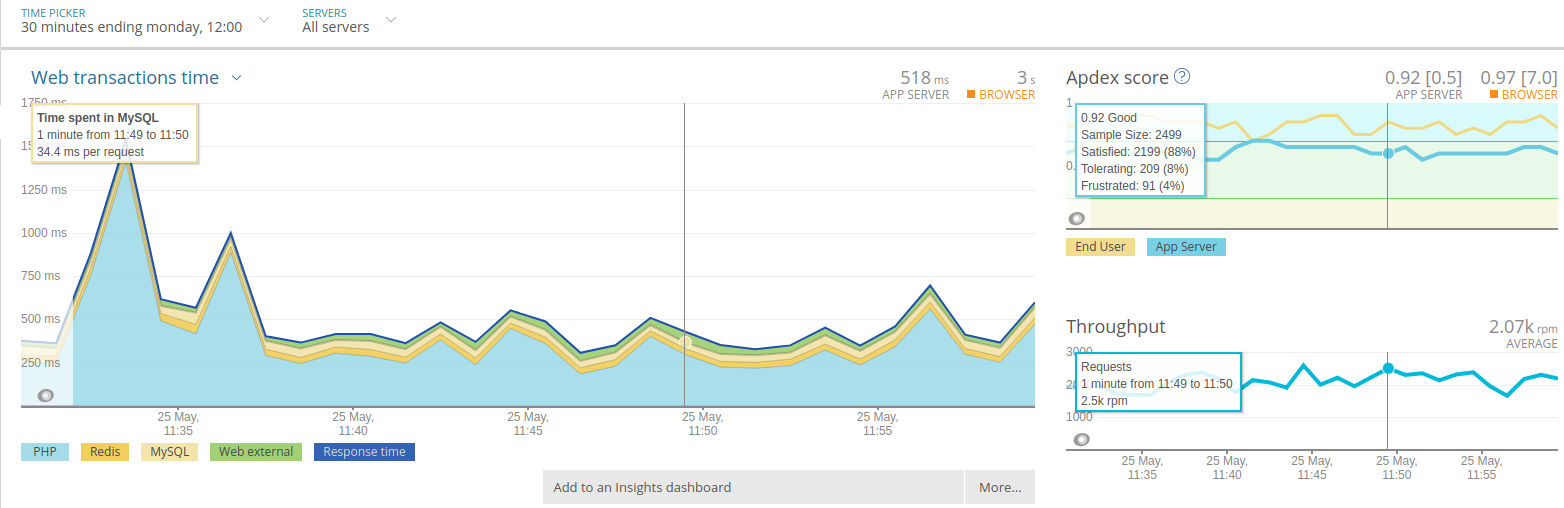 TIME PICKER
30 minutes ending monday, 12:00
SERVERS
All servers
Web transactions time
518 ms
APP SERVER
3 s
BROWSER
1750 ms
Time spent in MySQL
1 minute from 11:49 to 11:50
34.4 ms per request
1250 ms
1000 ms
750 ms
500 ms
250 ms
25 May,
11:35
25 May,
11:40
25 May,
11:45
25 May,
11:50
25 May,
11:55
PHP
Redis
MySQL
Web external
Response time
Add to an Insights dashboard
More...
Apdex score ?
0.92 [0.5]
APP SERVER
0.97 [7.0]
BROWSER
1
0.92 Good
Sample Size: 2499
Satisfied: 2199 (88%)
Tolerating: 209 (8%)
Frustrated: 91 (4%)
End User
App Server
Throughput
2.07k rpm
AVERAGE
3000
Requests
1 minute from 11:49 to 11:50
2.5k rpm
1000
25 May,
11:35
25 May,
11:40
25 May,
11:45
25 May,
11:50
25 May,
11:55